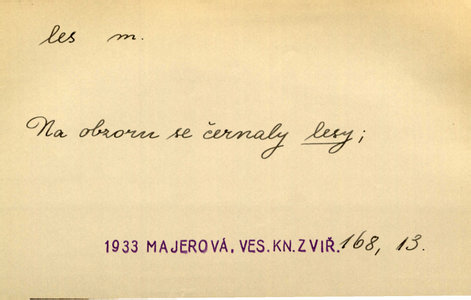 les m.
Na obzoru se černaly lesy;
1933 MAJEROVÁ, VES. KN. ZVÍŘ. 168, 13.